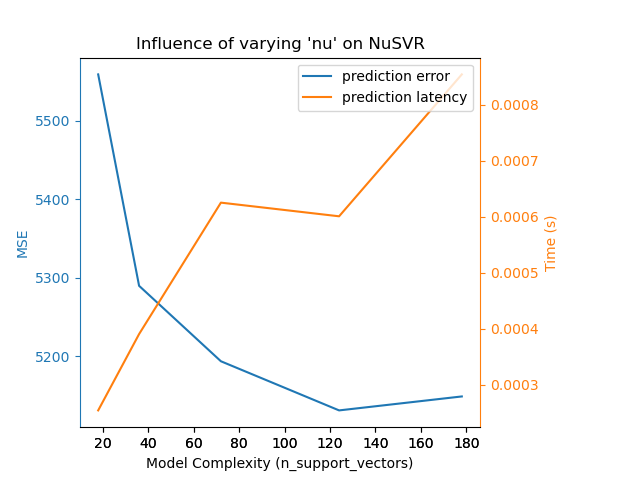 Influence of varying 'nu' on NuSVR
prediction error
prediction latency
MSE
5500
5400
5300
5200
0.0008
0.0007
0.0006
0.0005
0.0004
0.0003
Time (s)
20 40 60 80 100 120 140 160 180
Model Complexity (n_support_vectors)